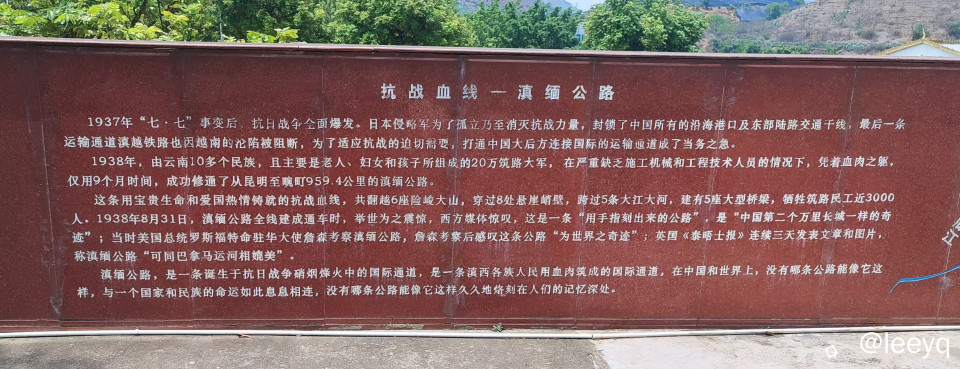 抗战血线—滇缅公路
1937年“七·七”事变后，抗日战争全面爆发。日本侵略军为了孤立乃至消灭抗战力量，封锁了中国所有的沿海港口及东部陆路交通干线，最后一条
运输通道滇越铁路也因越南的沦陷被阻断，为了适应抗战的迫切需要，打通中国大后方连接国际的运输通道成了当务之急。
1938年，由云南10多个民族，且主要是老人、妇女和孩子所组成的20万筑路大军，在严重缺乏施工机械和工程技术人员的情况下，凭着血肉之躯，
仅用9个月时间，成功修通了从昆明至畹町959.4公里的滇缅公路。
这条用宝贵生命和爱国热情铸就的抗战血线，共翻越6座险峻大山，穿过8处悬崖峭壁，跨过5条大江大河，建有5座大型桥梁，牺牲筑路民工近3000
人。1938年8月31日，滇缅公路全线建成通车时，举世为之震惊，西方媒体惊叹，这是一条“用手指刻出来的公路”，是“中国第二个万里长城一样的奇
迹”；当时美国总统罗斯福特命驻华大使詹森考察滇缅公路，詹森考察后感叹这条公路“为世界之奇迹”；英国《泰晤士报》连续三天发表文章和图片，
称滇缅公路“可同巴拿马运河相媲美”。
滇缅公路，是一条诞生于抗日战争硝烟烽火中的国际通道，是一条滇西各族人民用血肉筑成的国际通道。在中国和世界上，没有哪条公路能像它这
样，与一个国家和民族的命运如此息息相连，没有哪条公路能像它这样久久地烙刻在人们的记忆深处。
@leeyq